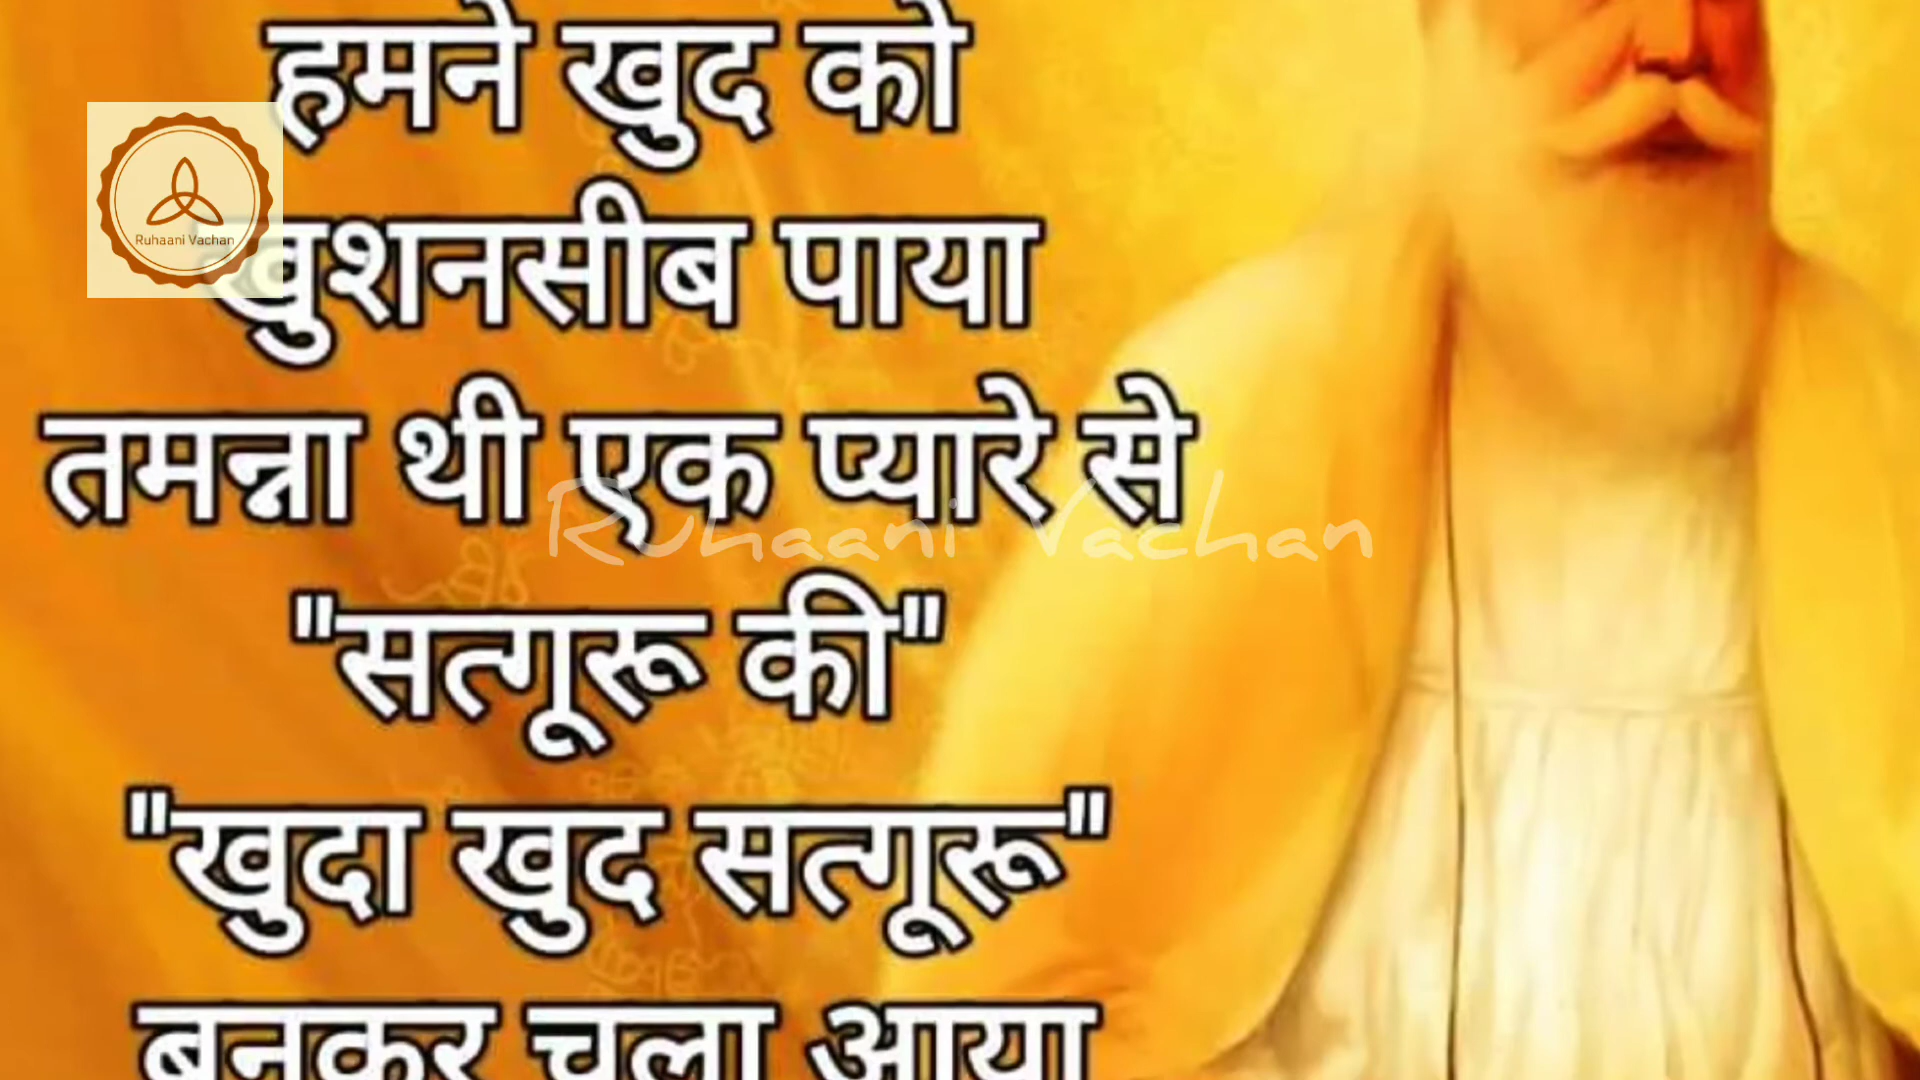 हमने खुद को
Ruhaani Vachan
खुशनसीब पाया
तमन्ना थी एक प्यारे से
Ruhaani Vachan
"सत्गूरू की"
"खुदा खुद सत्गूरू"
बनकर चला आया